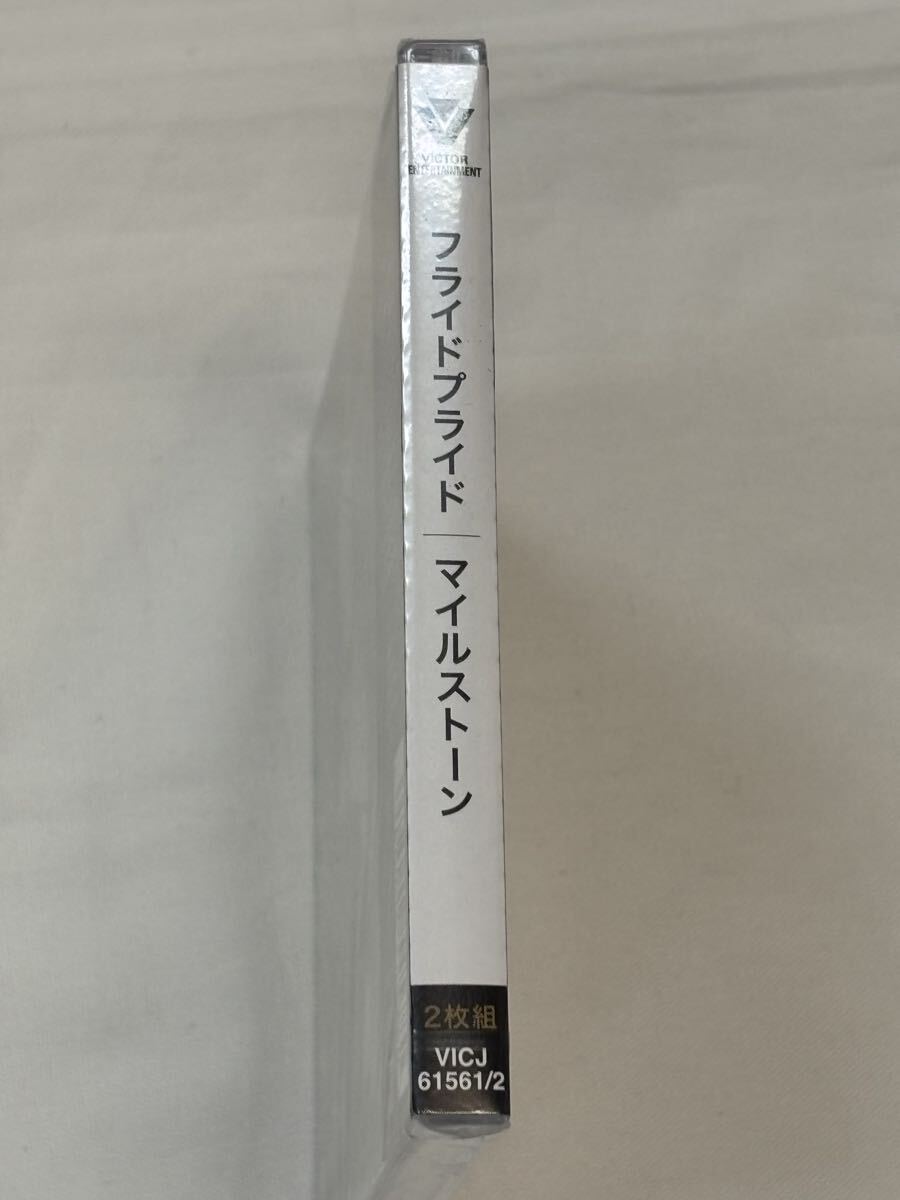 VICTOR
ENTERTAINMENT
フライドプライド
マイルストーン
2枚組
VICJ
61561/2